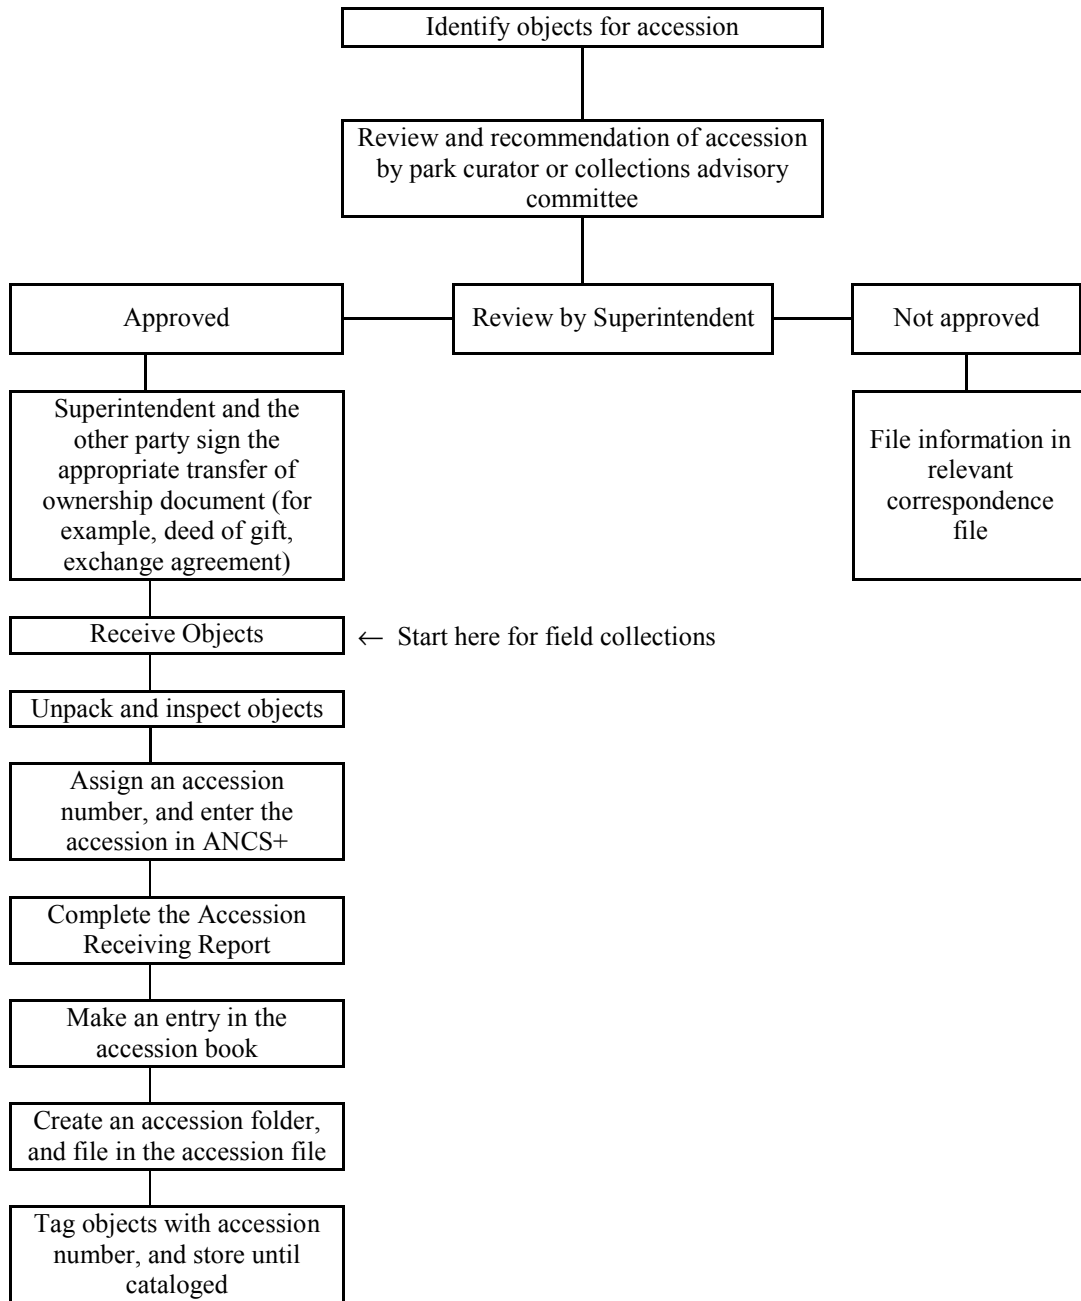 Identify objects for accession
Review and recommendation of accession
by park curator or collections advisory
committee
Approved
Review by Superintendent
Not approved
Superintendent and the
other party sign the
appropriate transfer of
ownership document (for
example, deed of gift,
exchange agreement)
File information in
relevant
correspondence
file
Receive Objects
← Start here for field collections
Unpack and inspect objects
Assign an accession
number, and enter the
accession in ANCS+
Complete the Accession
Receiving Report
Make an entry in the
accession book
Create an accession folder,
and file in the accession file
Tag objects with accession
number, and store until
cataloged